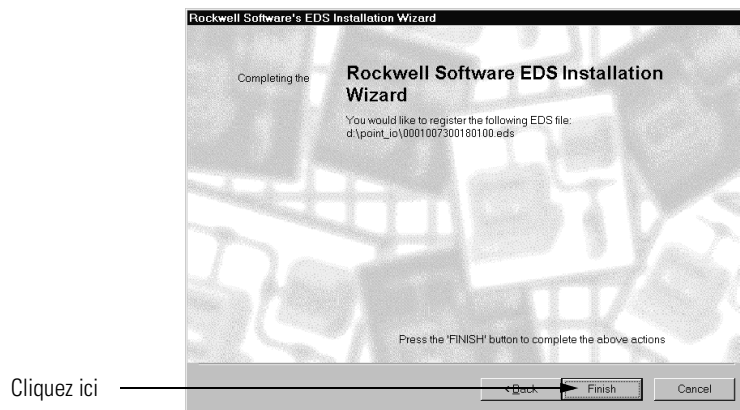 Rockwell Software's EDS Installation Wizard
Completing the
Rockwell Software EDS Installation
Wizard
You would like to register the following EDS file:
d:\point_io\0001007300180100.eds
Press the 'FINISH' button to complete the above actions
Cliquez ici
< Back
Finish
Cancel